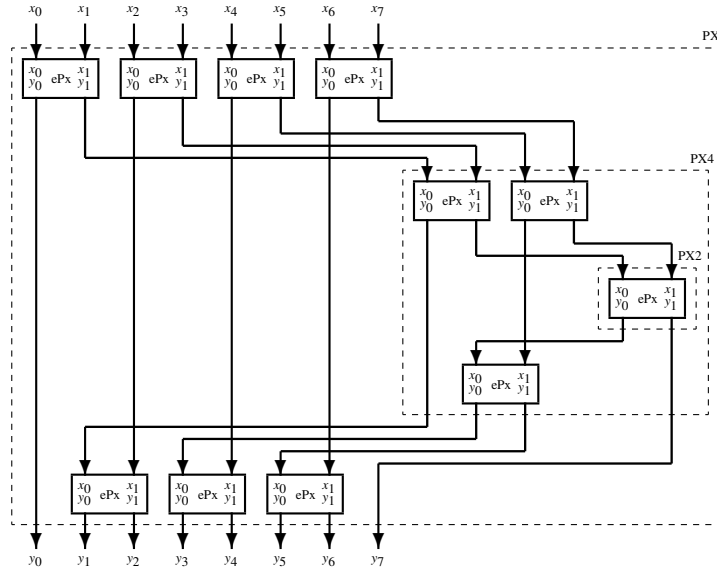 x0 x1 x2 x3 x4 x5 x6 x7
PX
x0 ePx x1 x0 ePx x1 x0 ePx x1 x0 ePx x1
y0 y1 y0 y1 y0 y1 y0 y1
PX4
x0 ePx x1 x0 ePx x1
y0 y1 y0 y1
PX2
x0 ePx x1
y0 y1
x0 ePx x1
y0 y1
x0 ePx x1 x0 ePx x1 x0 ePx x1
y0 y1 y0 y1 y0 y1
y0 y1 y2 y3 y4 y5 y6 y7